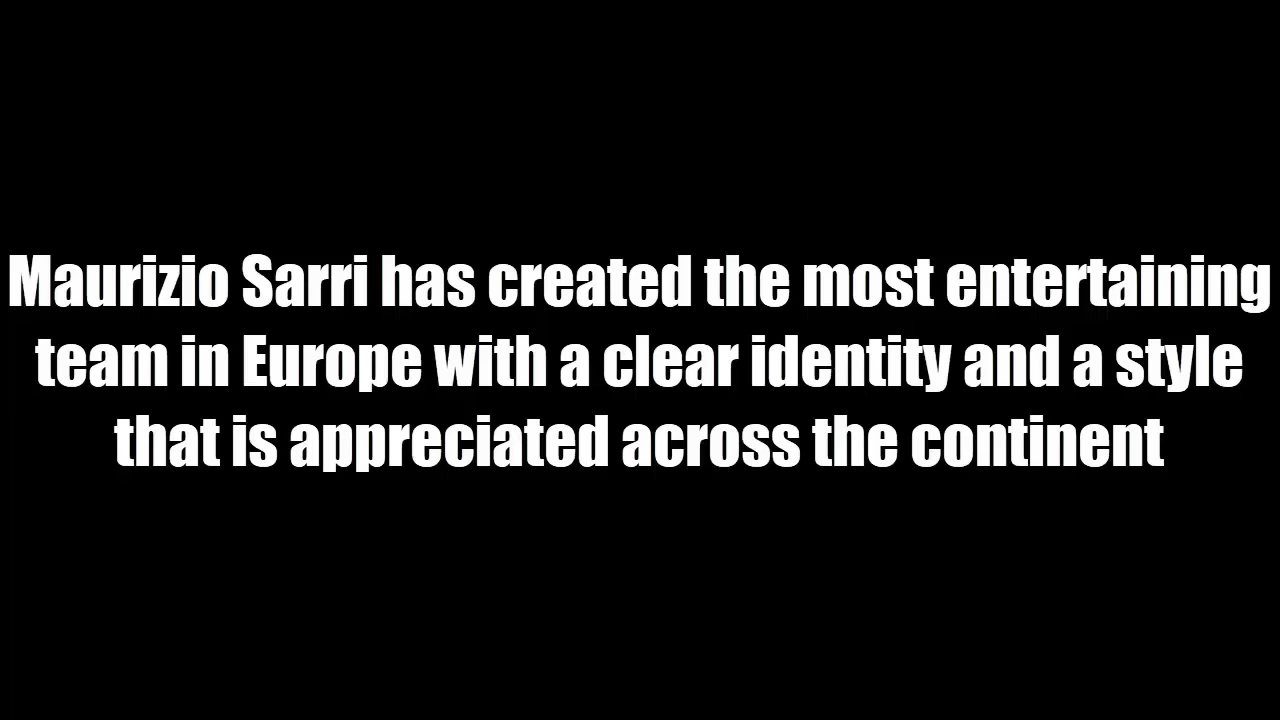 Maurizio Sarri has created the most entertaining
team in Europe with a clear identity and a style
that is appreciated across the continent